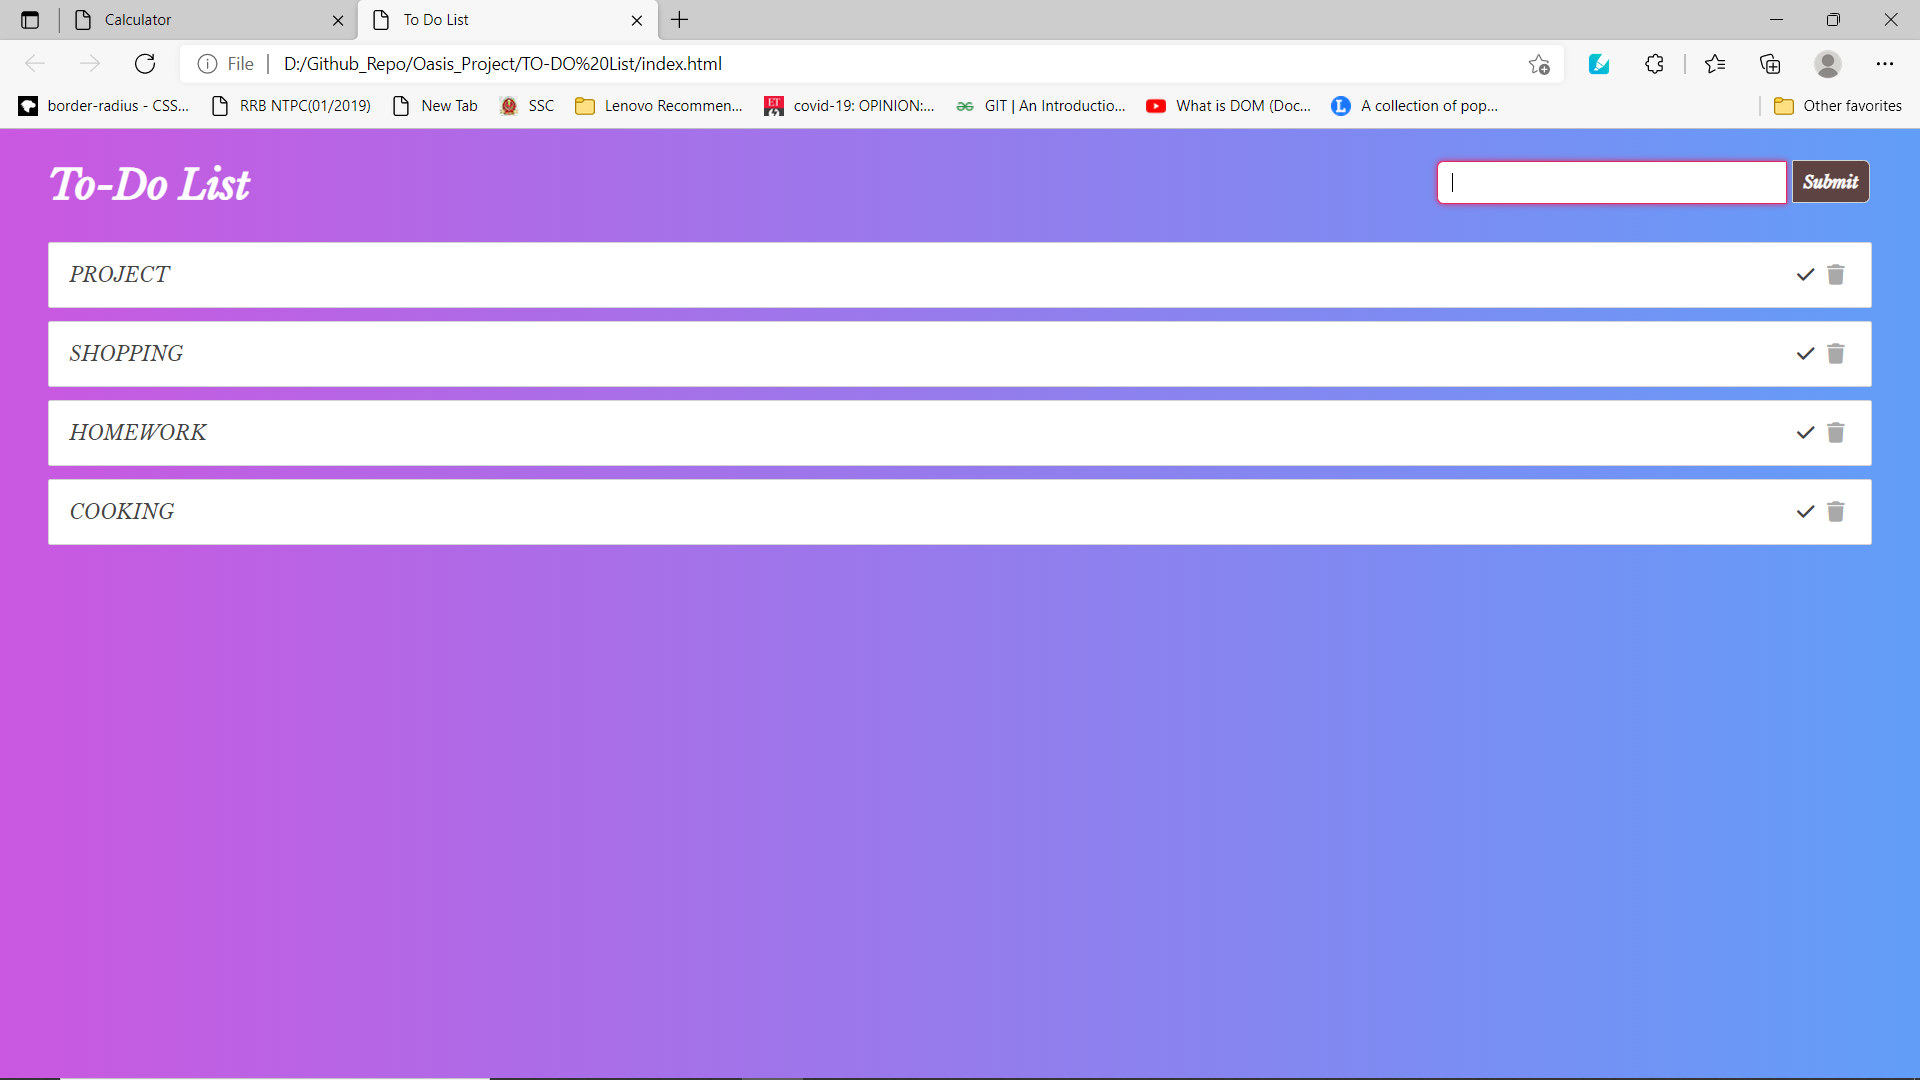 Calculator
To Do List
File
D:/Github_Repo/Oasis_Project/TO-DO%20List/index.html
border-radius - CSS...
RRB NTPC(01/2019)
New Tab
SSC
Lenovo Recommen...
ET
covid-19: OPINION:...
GIT | An Introductio...
What is DOM (Doc...
L
A collection of pop...
Other favorites
To-Do List
Submit
PROJECT
SHOPPING
HOMEWORK
COOKING